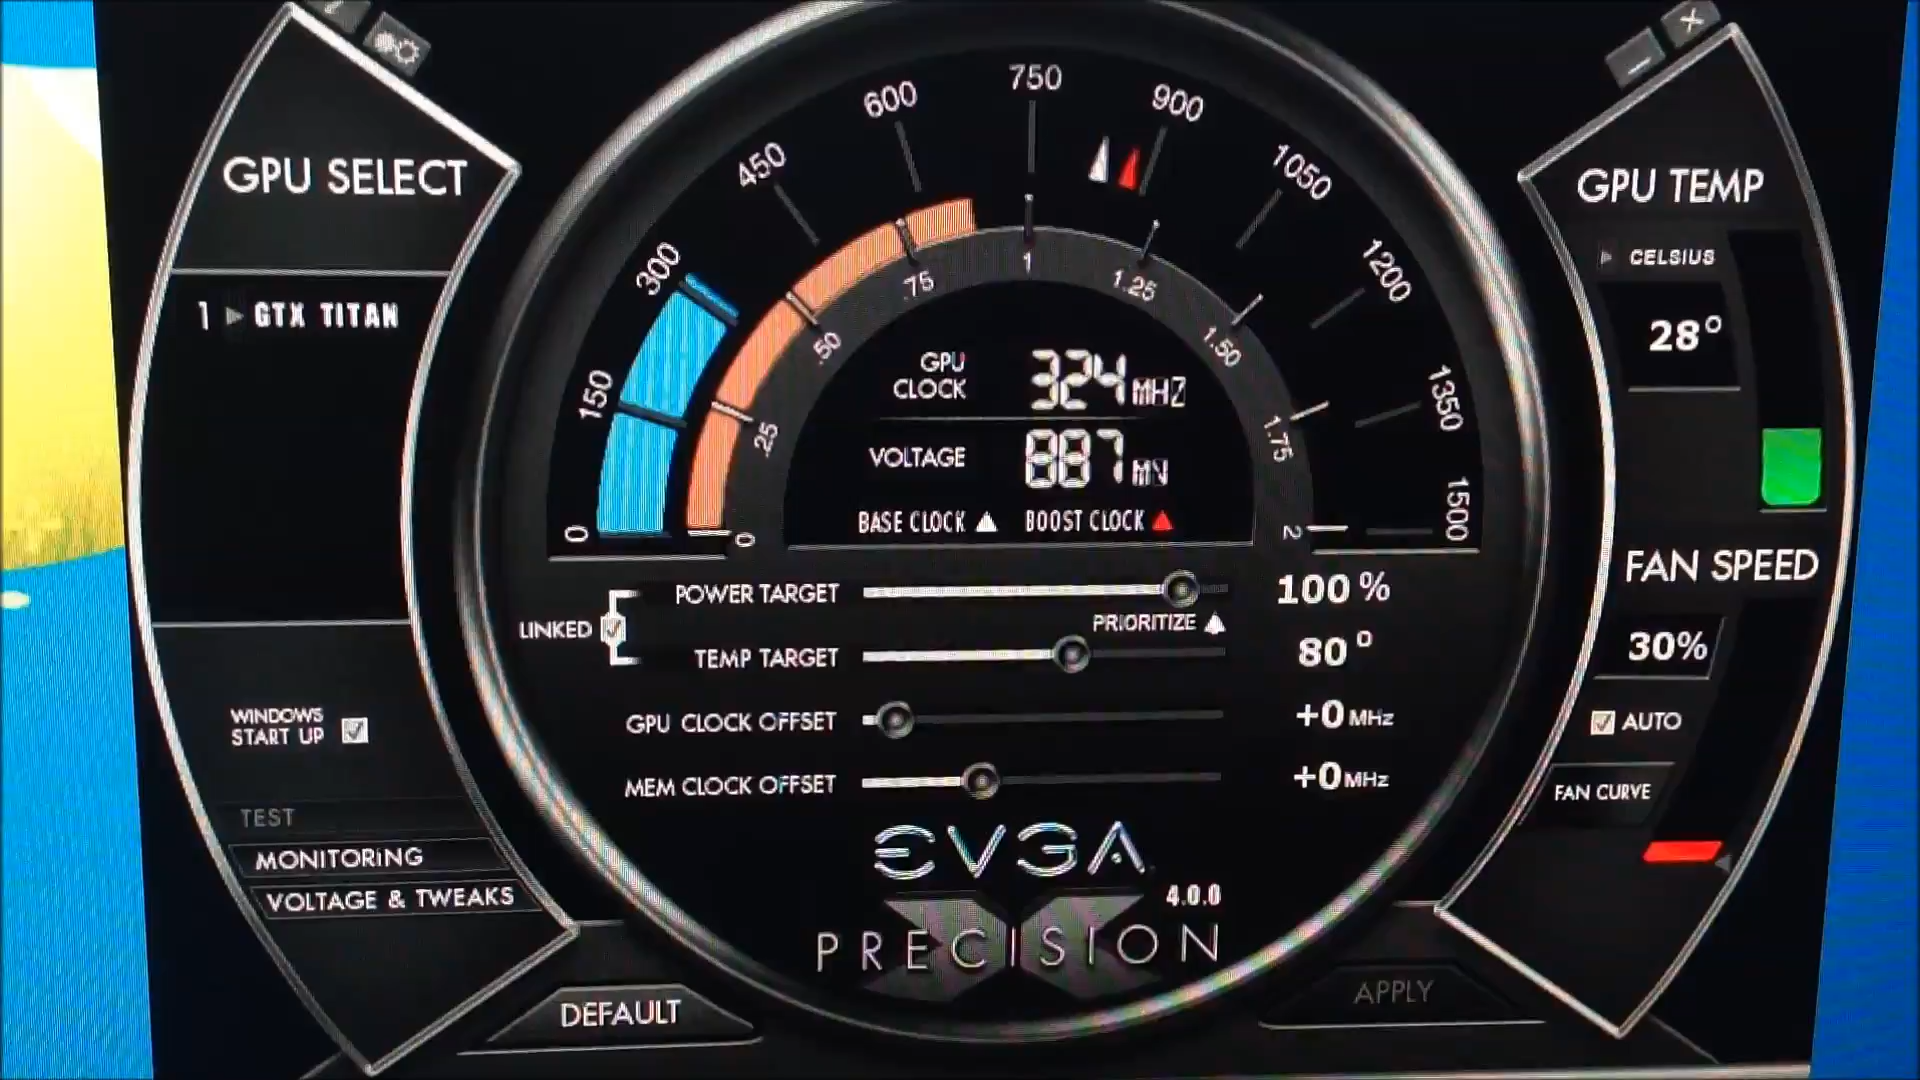 GPU SELECT
1 GTX TITAN
WINDOWS
START UP
TEST
MONITORING
VOLTAGE & TWEAKS
0
150
300
450
600
750
900
1050
1200
1350
1500
0
.25
.50
.75
1
1.25
1.50
1.75
2
GPU
CLOCK 324 MHZ
VOLTAGE 887 MV
BASE CLOCK BOOST CLOCK
LINKED
POWER TARGET 100 %
PRIORITIZE
TEMP TARGET 80°
GPU CLOCK OFFSET +0 MHz
MEM CLOCK OFFSET +0 MHz
EVGA
4.0.0
PRECISION
DEFAULT
APPLY
GPU TEMP
CELSIUS
28°
FAN SPEED
30%
AUTO
FAN CURVE